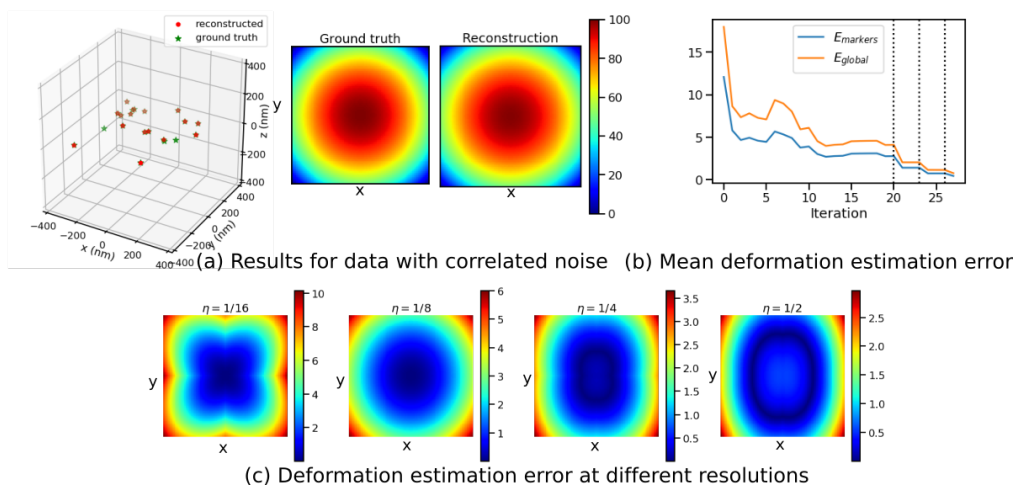 reconstructed
ground truth
400
200
0
−200
−400
z (nm)
−400
−200
0
200
400
x (nm)
−400
−200
0
200
400
y (nm)
Ground truth
Reconstruction
y
x
x
100
80
60
40
20
0
(a) Results for data with correlated noise
15
10
5
0
E_markers
E_global
0 5 10 15 20 25
Iteration
(b) Mean deformation estimation error
η = 1/16
y
x
10
8
6
4
2
η = 1/8
y
x
6
5
4
3
2
1
η = 1/4
y
x
3.5
3.0
2.5
2.0
1.5
1.0
0.5
0.0
η = 1/2
y
x
2.5
2.0
1.5
1.0
0.5
0.0
(c) Deformation estimation error at different resolutions